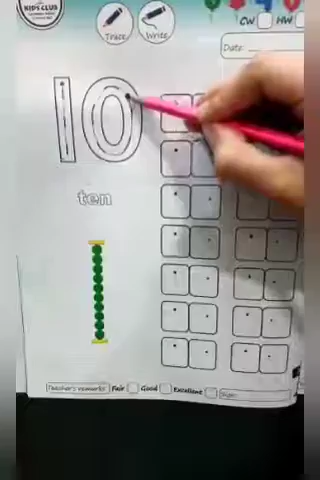 KIDS CLUB
Trace
Write
CW
HW
Date:
10
ten
Teacher's remarks
Fair
Good
Excellent
Sign: